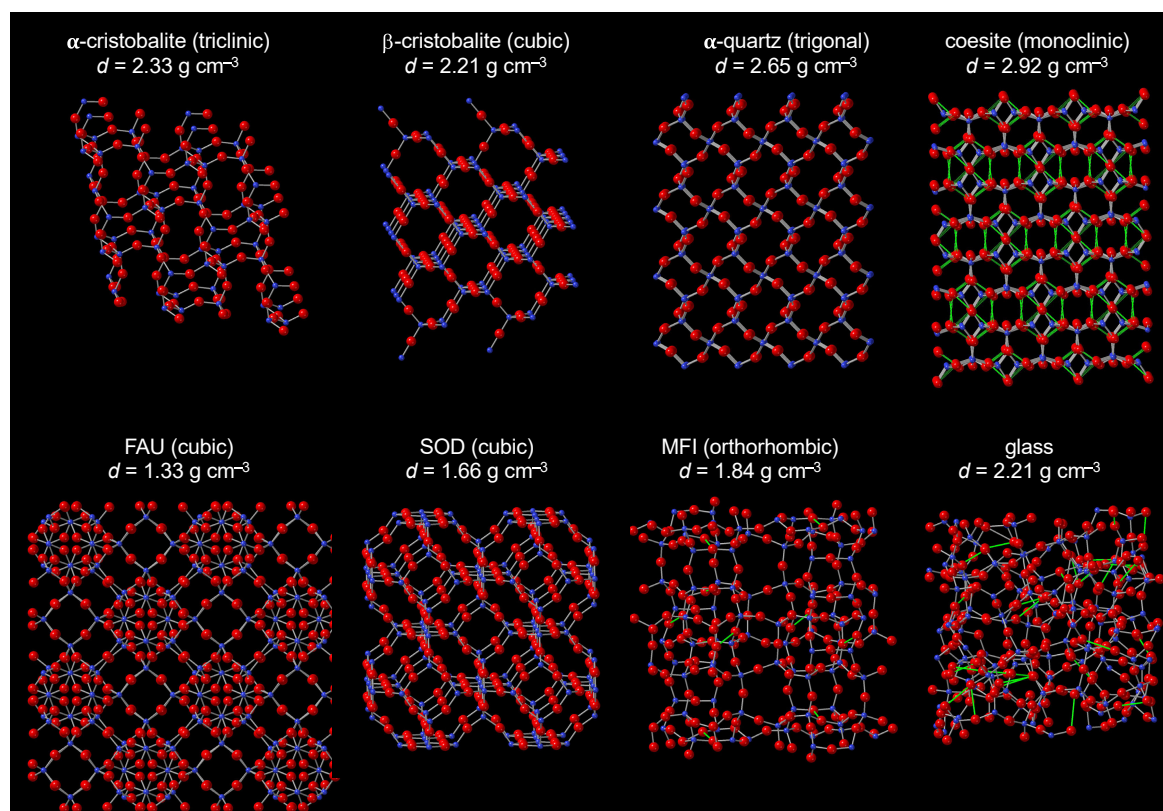 α-cristobalite (triclinic)
d = 2.33 g cm⁻³
β-cristobalite (cubic)
d = 2.21 g cm⁻³
α-quartz (trigonal)
d = 2.65 g cm⁻³
coesite (monoclinic)
d = 2.92 g cm⁻³
FAU (cubic)
d = 1.33 g cm⁻³
SOD (cubic)
d = 1.66 g cm⁻³
MFI (orthorhombic)
d = 1.84 g cm⁻³
glass
d = 2.21 g cm⁻³